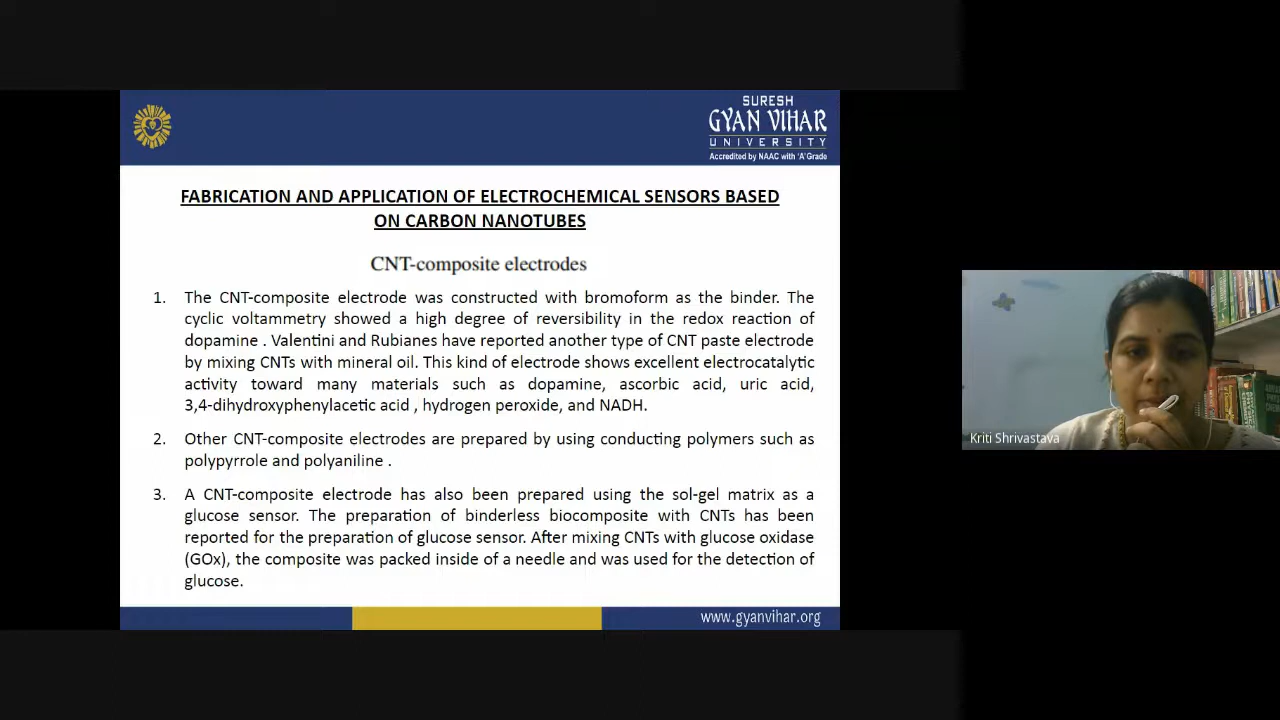 SURESH
GYAN VIHAR
UNIVERSITY
Accredited by NAAC with 'A' Grade
FABRICATION AND APPLICATION OF ELECTROCHEMICAL SENSORS BASED
ON CARBON NANOTUBES
CNT-composite electrodes
1. The CNT-composite electrode was constructed with bromoform as the binder. The
cyclic voltammetry showed a high degree of reversibility in the redox reaction of
dopamine . Valentini and Rubianes have reported another type of CNT paste electrode
by mixing CNTs with mineral oil. This kind of electrode shows excellent electrocatalytic
activity toward many materials such as dopamine, ascorbic acid, uric acid,
3,4-dihydroxyphenylacetic acid , hydrogen peroxide, and NADH.
2. Other CNT-composite electrodes are prepared by using conducting polymers such as
polypyrrole and polyaniline .
3. A CNT-composite electrode has also been prepared using the sol-gel matrix as a
glucose sensor. The preparation of binderless biocomposite with CNTs has been
reported for the preparation of glucose sensor. After mixing CNTs with glucose oxidase
(GOx), the composite was packed inside of a needle and was used for the detection of
glucose.
www.gyanvihar.org
Kriti Shrivastava